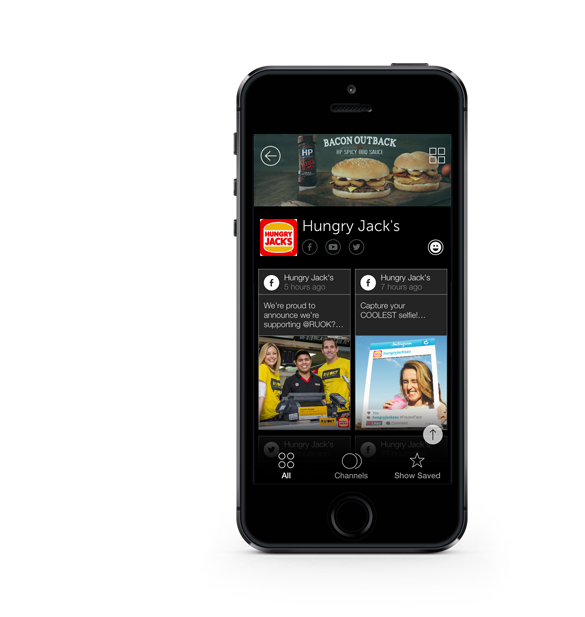 BACON OUTBACK
HP SPICY BBQ SAUCE
HP
HUNGRY
JACK'S
Hungry Jack's
Hungry Jack's
5 hours ago
We're proud to
announce we're
supporting @RUOK?...
Hungry Jack's
7 hours ago
Capture your
COOLEST selfie!...
Instagram
hungryjacksau
Hungry Jack's
Hungry Jack's
All
Channels
Show Saved